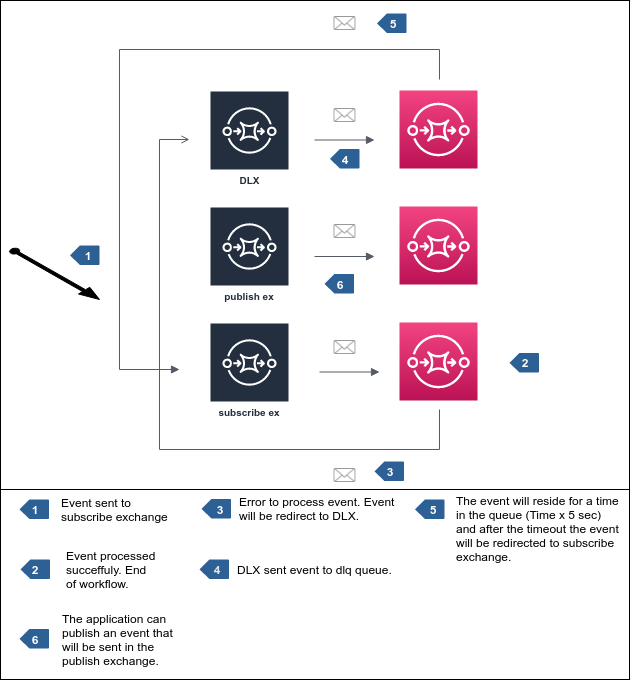 5
4
DLX
1
6
publish ex
2
subscribe ex
3
1
Event sent to
subscribe exchange
3
Error to process event. Event
will be redirect to DLX.
5
The event will reside for a time
in the queue (Time x 5 sec)
and after the timeout the event
will be redirected to subscribe
exchange.
2
Event processed
succeffuly. End
of workflow.
4
DLX sent event to dlq queue.
6
The application can
publish an event that
will be sent in the
publish exchange.